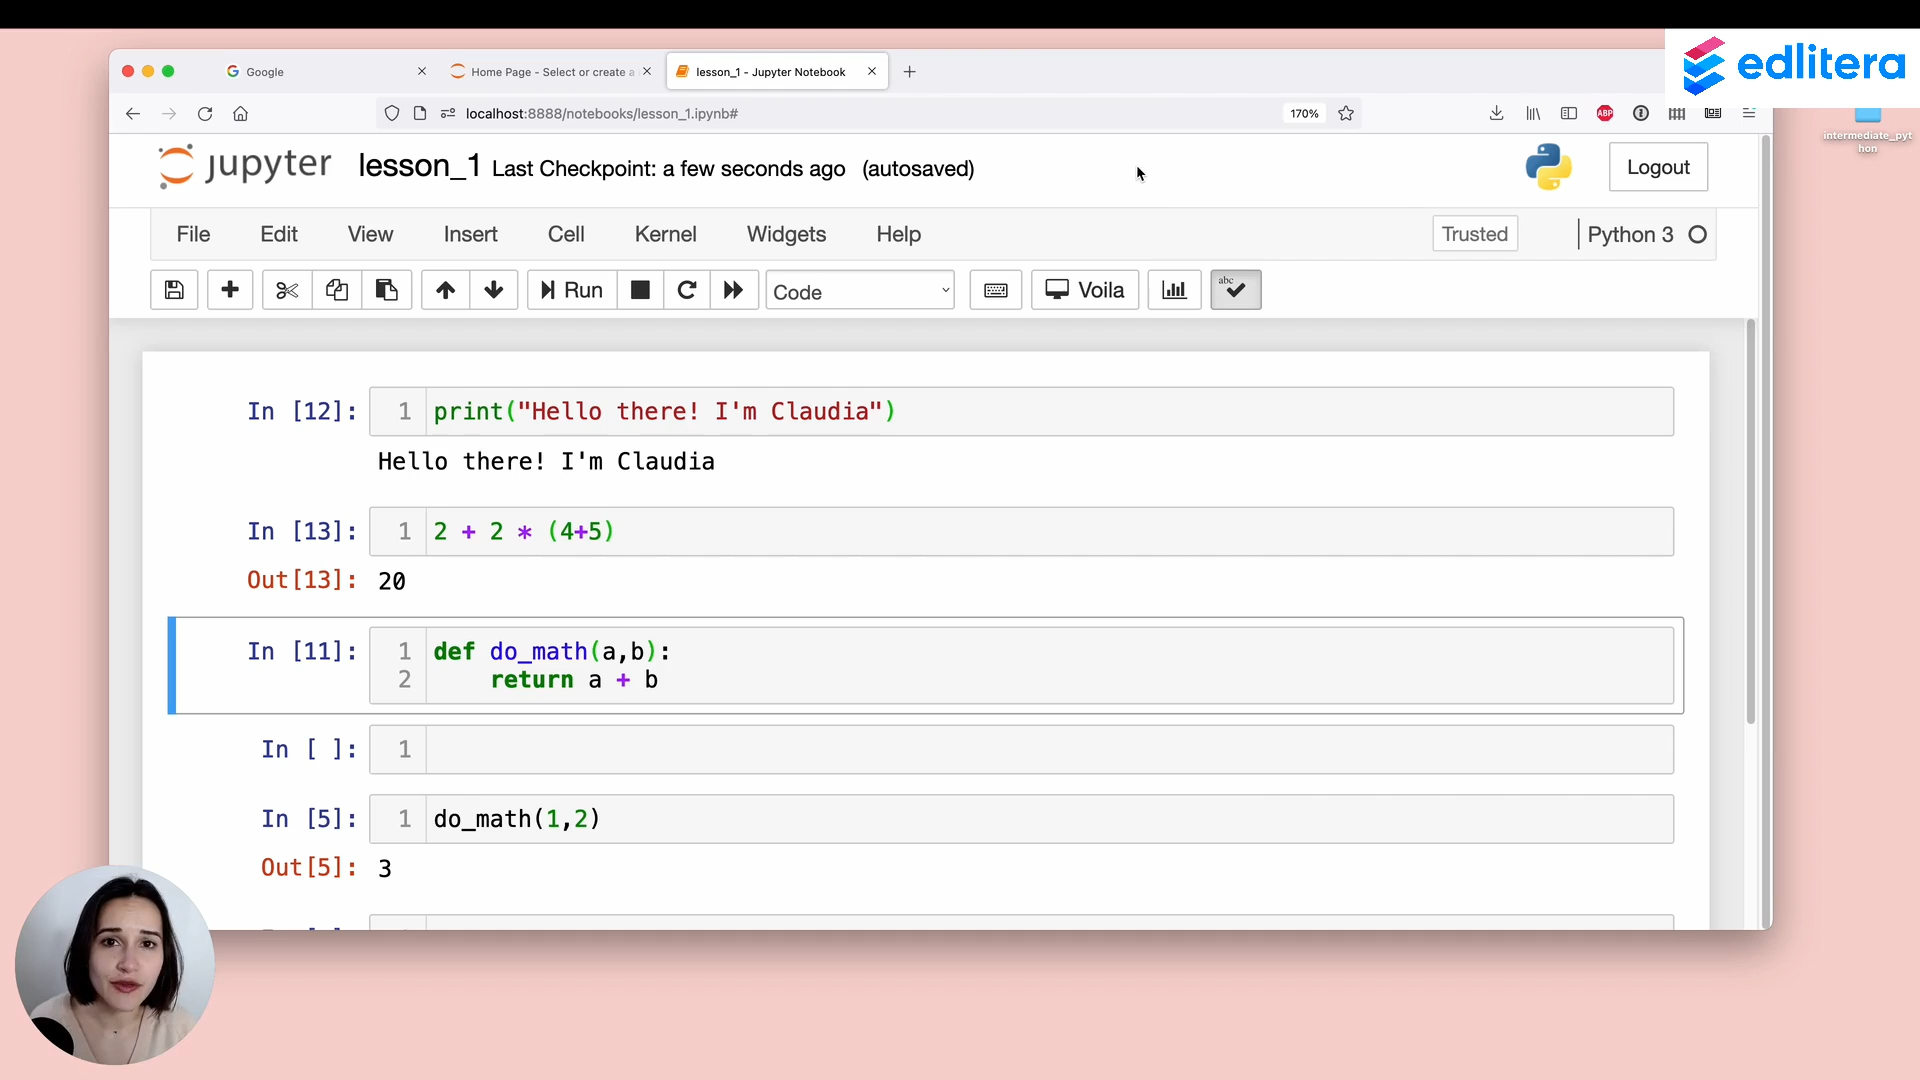 edlitera
Google
Home Page - Select or create a
lesson_1 - Jupyter Notebook
localhost:8888/notebooks/lesson_1.ipynb#
170%
ABP
intermediate_pyt
hon
jupyter lesson_1 Last Checkpoint: a few seconds ago (autosaved)
Logout
File Edit View Insert Cell Kernel Widgets Help
Trusted
Python 3
Run
Code
Voila
abc
In [12]: 1 print("Hello there! I'm Claudia")
Hello there! I'm Claudia
In [13]: 1 2 + 2 * (4+5)
Out[13]: 20
In [11]: 1 def do_math(a,b):
2 return a + b
In [ ]: 1
In [5]: 1 do_math(1,2)
Out[5]: 3